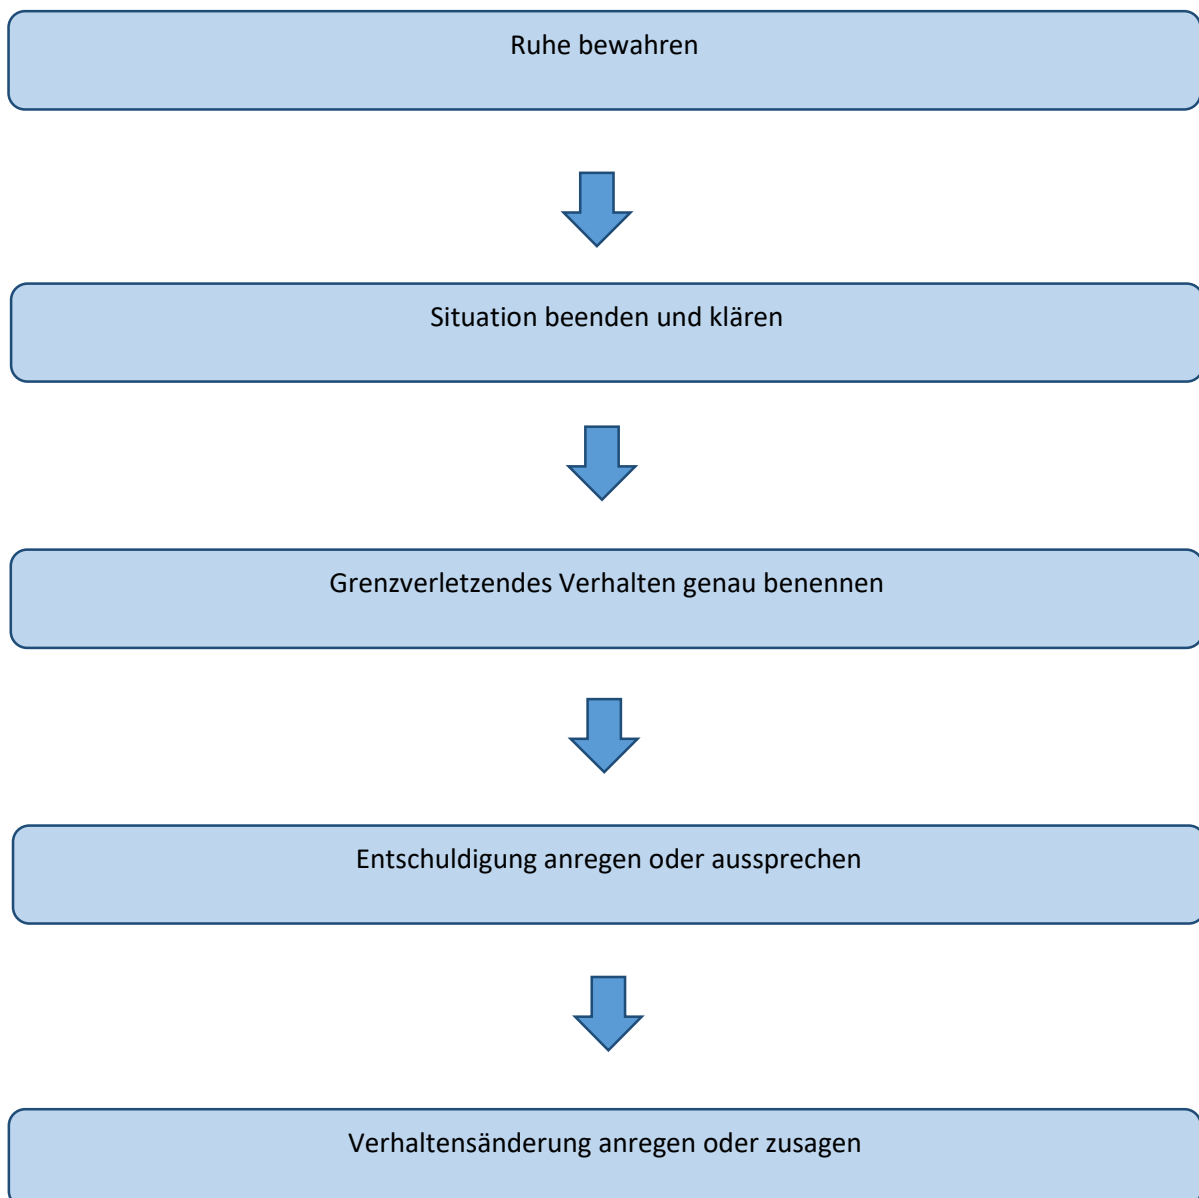 Ruhe bewahren
Situation beenden und klären
Grenzverletzendes Verhalten genau benennen
Entschuldigung anregen oder aussprechen
Verhaltensänderung anregen oder zusagen